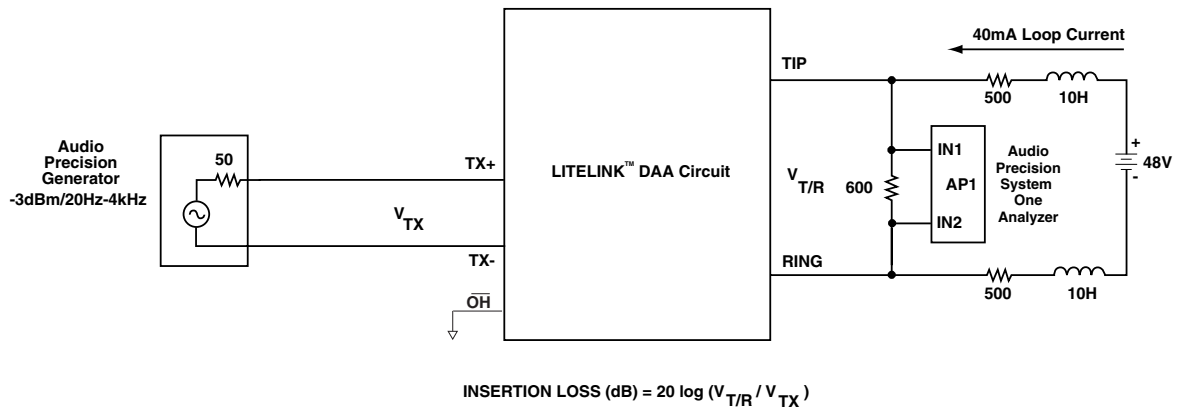 40mA Loop Current
TIP
500
10H
Audio
Precision
Generator
-3dBm/20Hz-4kHz
50
TX+
V TX
TX-
OH
LITELINK™ DAA Circuit
V T/R
600
IN1
AP1
IN2
Audio
Precision
System
One
Analyzer
+
48V
-
RING
500
10H
INSERTION LOSS (dB) = 20 log (V T/R / V TX )